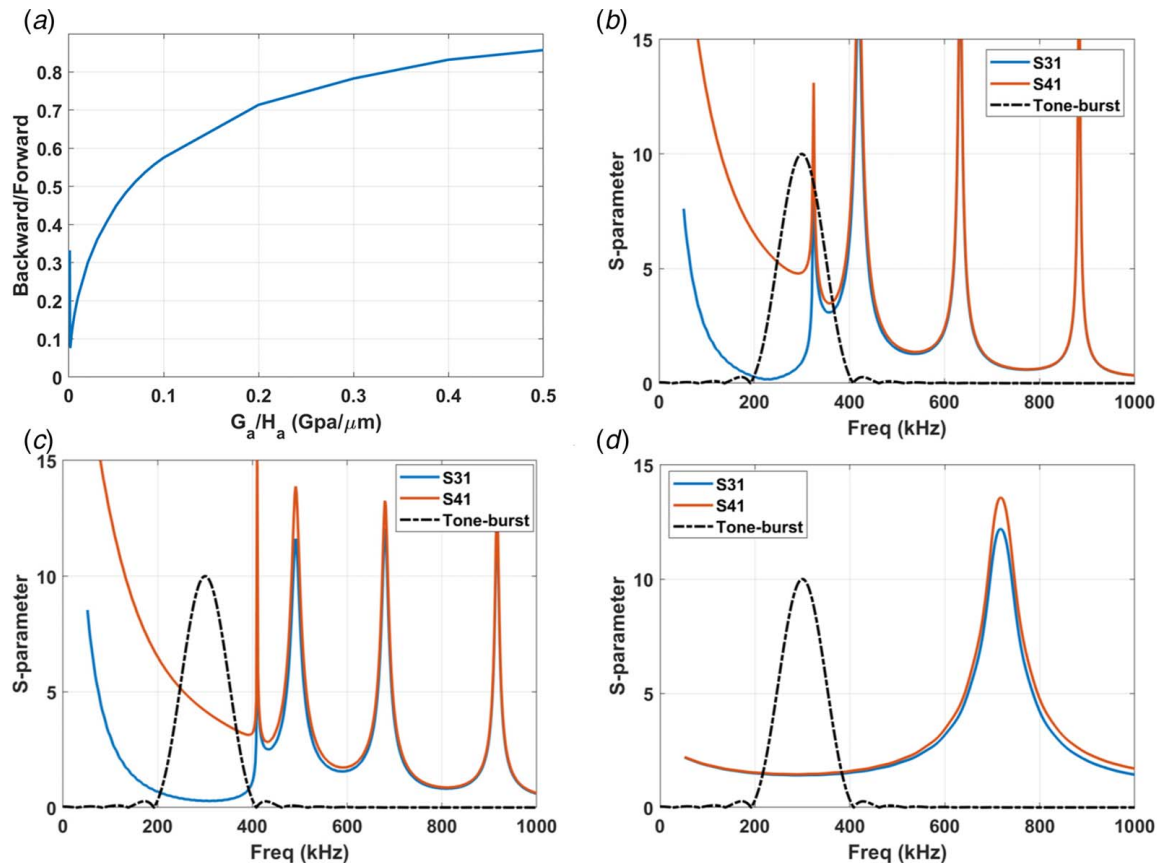 (a)
Backward/Forward
0.8
0.7
0.6
0.5
0.4
0.3
0.2
0.1
0
0
0.1
0.2
0.3
0.4
0.5
G_a/H_a (Gpa/μm)
(b)
S-parameter
15
10
5
0
S31
S41
Tone-burst
0
200
400
600
800
1000
Freq (kHz)
(c)
S-parameter
15
10
5
0
S31
S41
Tone-burst
0
200
400
600
800
1000
Freq (kHz)
(d)
S-parameter
15
10
5
0
S31
S41
Tone-burst
0
200
400
600
800
1000
Freq (kHz)